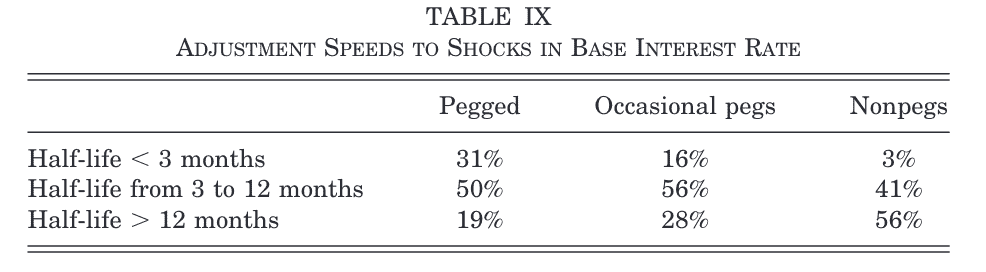 TABLE IX
ADJUSTMENT SPEEDS TO SHOCKS IN BASE INTEREST RATE
Pegged Occasional pegs Nonpegs
Half-life < 3 months 31% 16% 3%
Half-life from 3 to 12 months 50% 56% 41%
Half-life > 12 months 19% 28% 56%